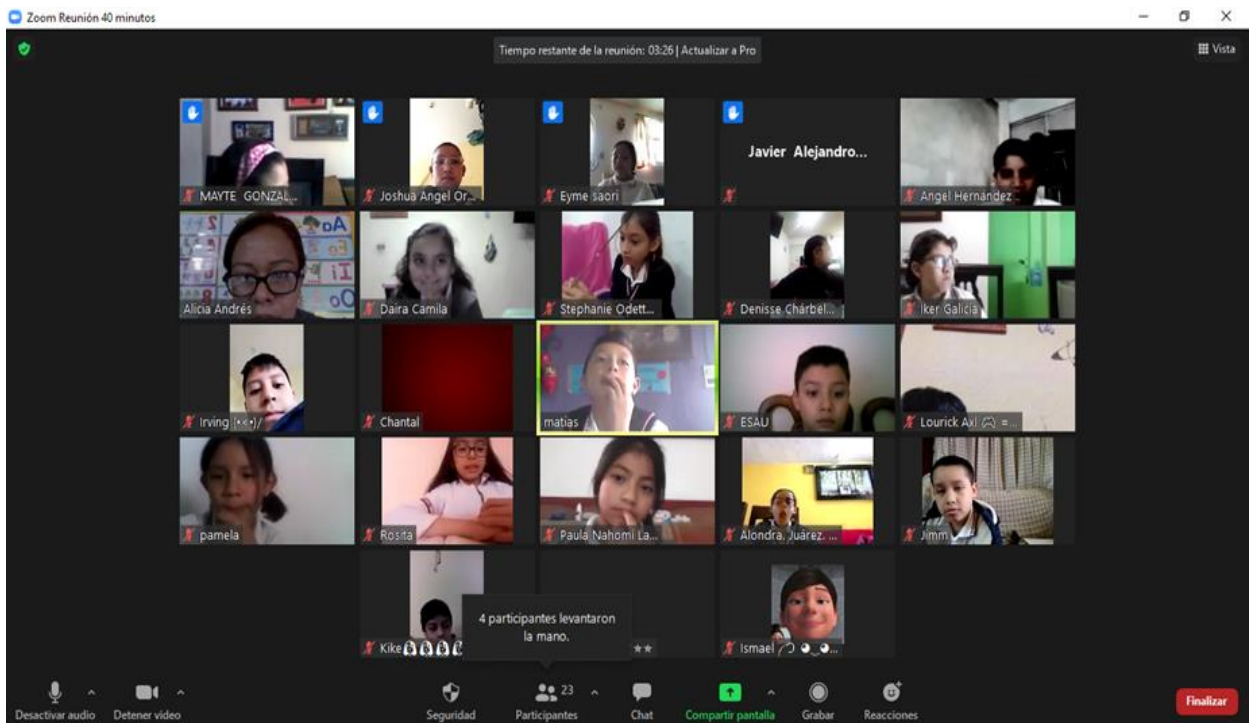 Zoom Reunión 40 minutos
Tiempo restante de la reunión: 03:26 | Actualizar a Pro
Vista
MAYTE GONZAL...
Joshua Angel Or...
Eyme saori
Javier Alejandro...
Angel Hernández
Alicia Andrés
Daira Camila
Stephanie Odett...
Denisse Chárbel...
Iker Galicia
Irving (•<•)/
Chantal
matias
ESAU
Lourick Axl 🎮 =...
pamela
Rosita
Paula Nahomi La...
Alondra. Juárez. ...
Jimm
Kike🐧🐧🐧🐧
4 participantes levantaron
la mano.
★★
Ismael
Desactivar audio
Detener video
Seguridad
Participantes
23
Chat
Compartir pantalla
Grabar
Reacciones
Finalizar